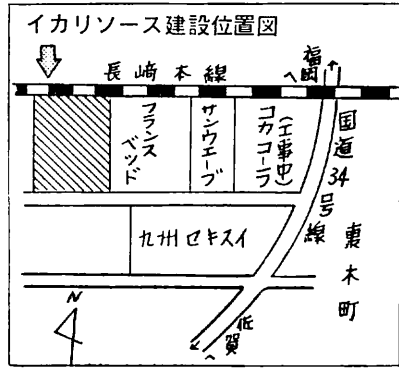 イカリソース建設位置図
長崎本線
福岡へ
フランスベッド
サンウエーブ
コカコーラ
(工事中)
国道34号線
東木町
九州セキスイ
佐賀へ
N